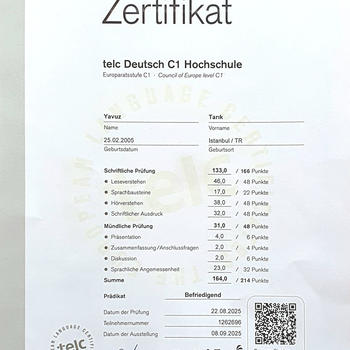 Zertifikat
telc Deutsch C1 Hochschule
Europaratsstufe C1 · Council of Europe level C1
Yavuz Tarık
Name Vorname
25.02.2005 Istanbul / TR
Geburtsdatum Geburtsort
Schriftliche Prüfung 133,0 / 166 Punkte
Leseverstehen 46,0 / 48 Punkte
Sprachbausteine 17,0 / 22 Punkte
Hörverstehen 38,0 / 48 Punkte
Schriftlicher Ausdruck 32,0 / 48 Punkte
Mündliche Prüfung 31,0 / 48 Punkte
Präsentation 4,0 / 6 Punkte
Zusammenfassung/Anschlussfragen 2,0 / 4 Punkte
Diskussion 2,0 / 6 Punkte
Sprachliche Angemessenheit 23,0 / 32 Punkte
Summe 164,0 / 214 Punkte
Prädikat Befriedigend
Datum der Prüfung 22.08.2025
Teilnehmernummer 1262696
Datum der Ausstellung 08.09.2025
telc